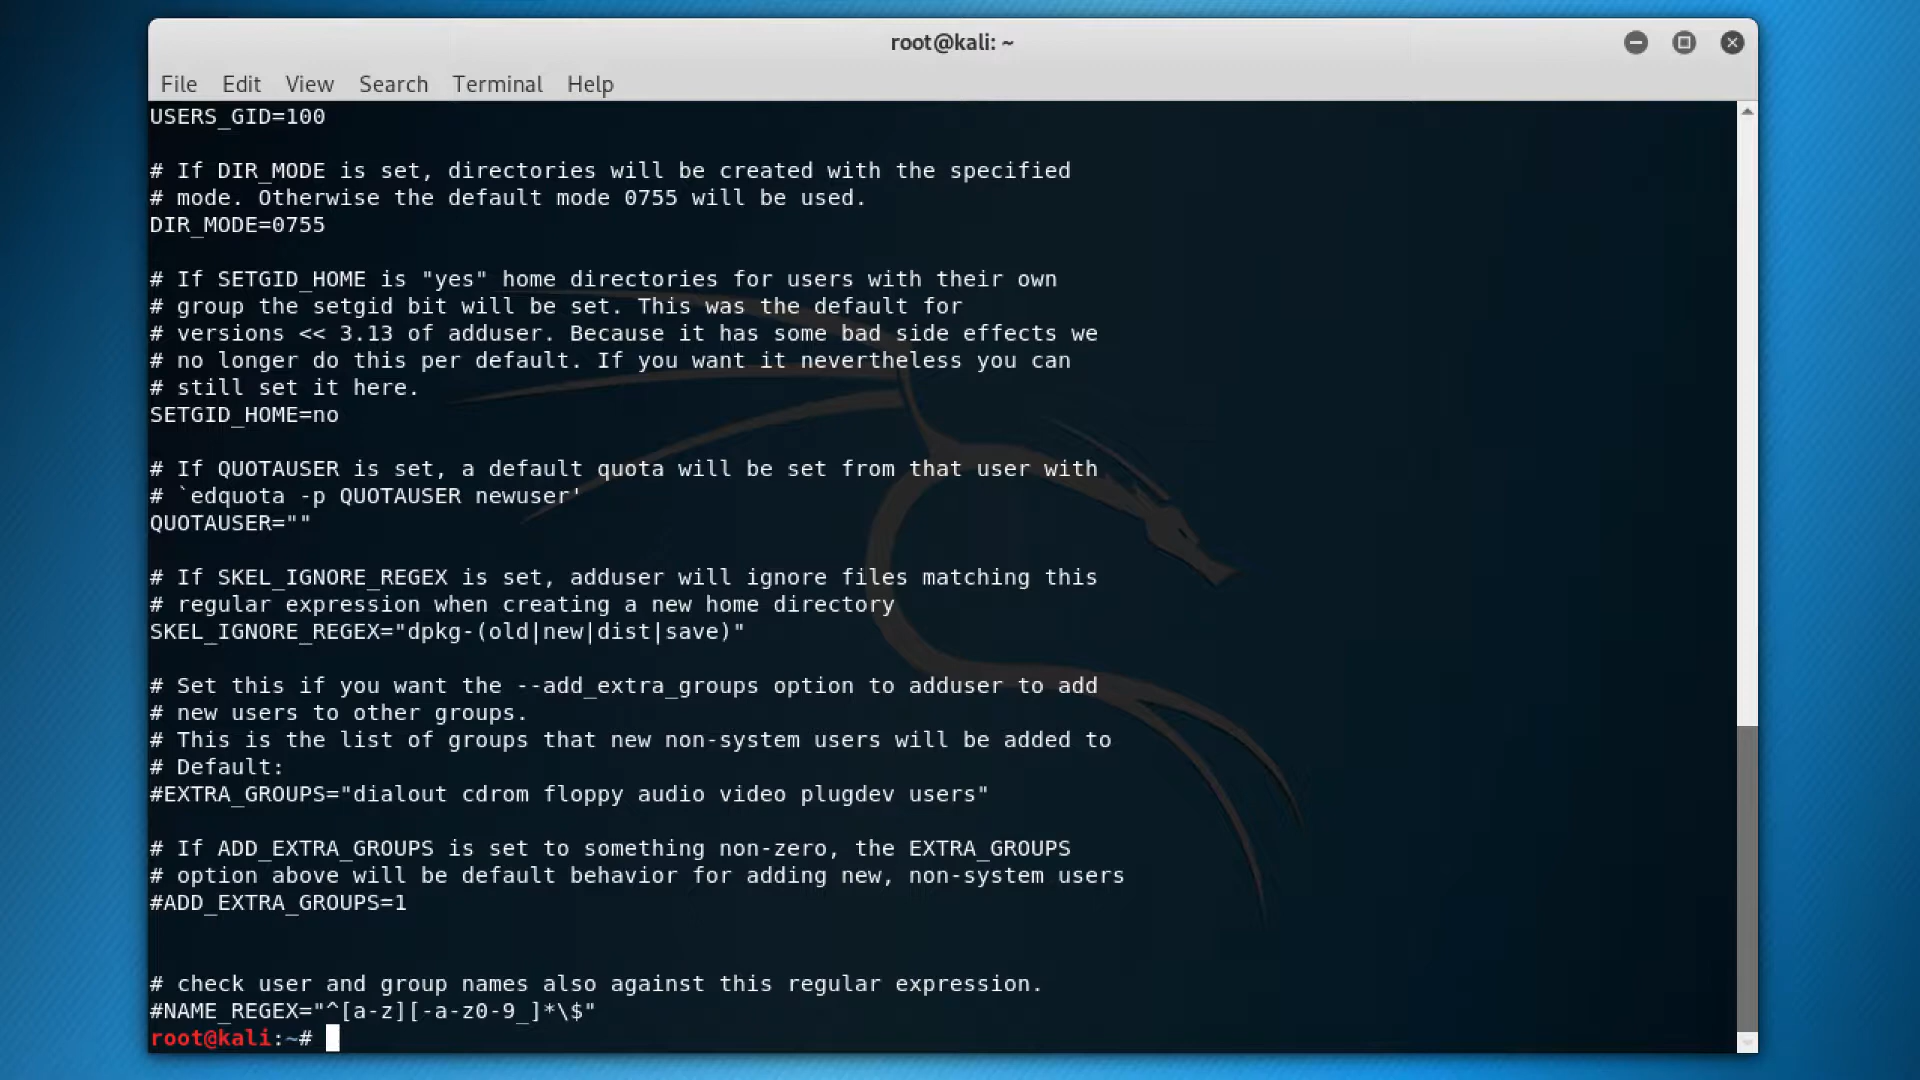 root@kali: ~
File Edit View Search Terminal Help
USERS_GID=100
# If DIR_MODE is set, directories will be created with the specified
# mode. Otherwise the default mode 0755 will be used.
DIR_MODE=0755
# If SETGID_HOME is "yes" home directories for users with their own
# group the setgid bit will be set. This was the default for
# versions << 3.13 of adduser. Because it has some bad side effects we
# no longer do this per default. If you want it nevertheless you can
# still set it here.
SETGID_HOME=no
# If QUOTAUSER is set, a default quota will be set from that user with
# `edquota -p QUOTAUSER newuser'
QUOTAUSER=""
# If SKEL_IGNORE_REGEX is set, adduser will ignore files matching this
# regular expression when creating a new home directory
SKEL_IGNORE_REGEX="dpkg-(old|new|dist|save)"
# Set this if you want the --add_extra_groups option to adduser to add
# new users to other groups.
# This is the list of groups that new non-system users will be added to
# Default:
#EXTRA_GROUPS="dialout cdrom floppy audio video plugdev users"
# If ADD_EXTRA_GROUPS is set to something non-zero, the EXTRA_GROUPS
# option above will be default behavior for adding new, non-system users
#ADD_EXTRA_GROUPS=1
# check user and group names also against this regular expression.
#NAME_REGEX="^[a-z][-a-z0-9_]*\$"
root@kali:~#